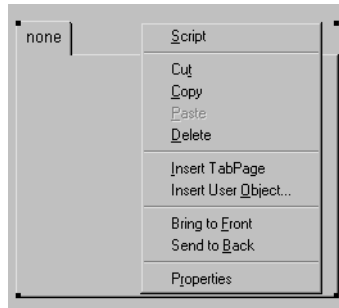 none
Script
Cut
Copy
Paste
Delete
Insert TabPage
Insert User Object...
Bring to Front
Send to Back
Properties